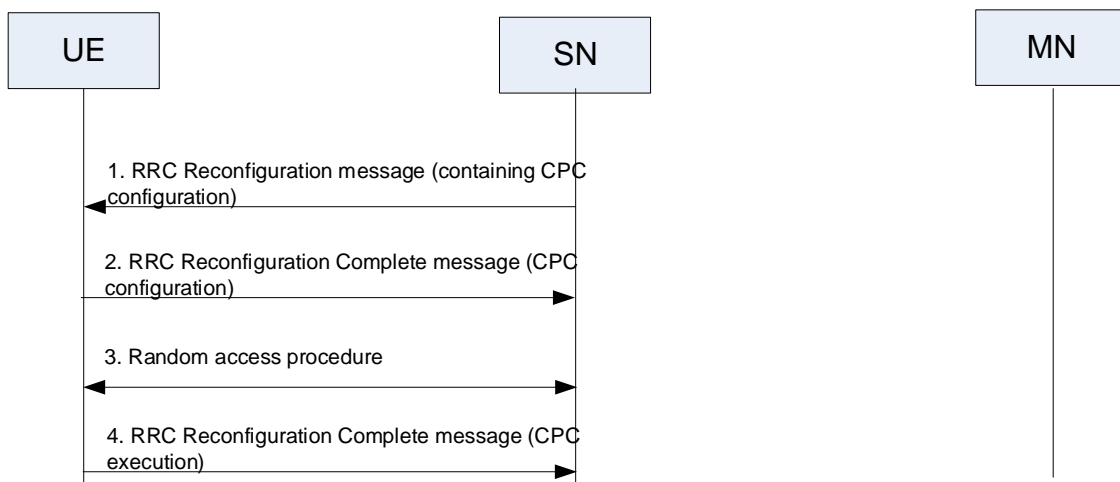 UE
SN
MN
1. RRC Reconfiguration message (containing CPC
configuration)
2. RRC Reconfiguration Complete message (CPC
configuration)
3. Random access procedure
4. RRC Reconfiguration Complete message (CPC
execution)